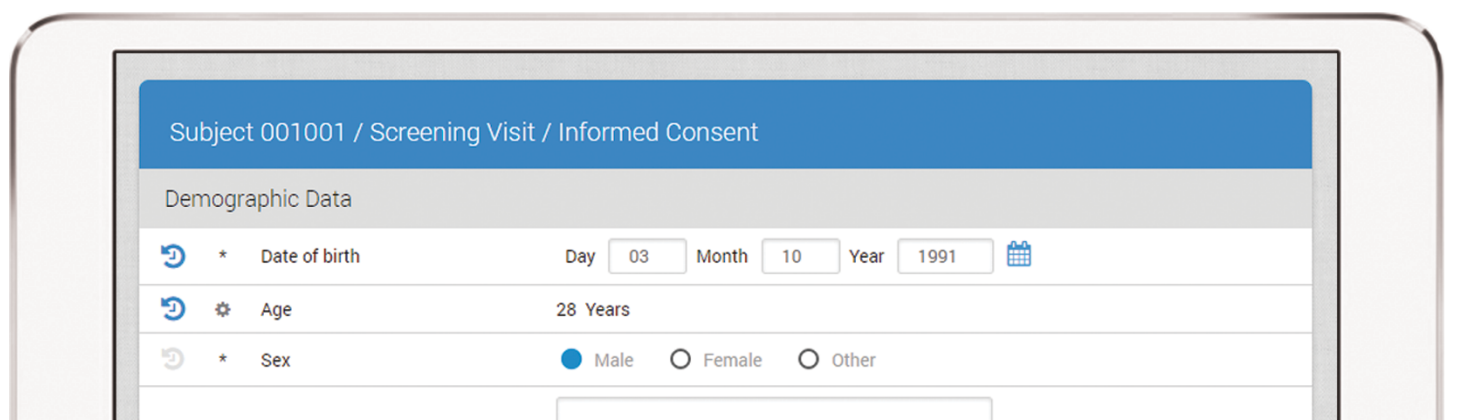 Subject 001001 / Screening Visit / Informed Consent
Demographic Data
* Date of birth Day 03 Month 10 Year 1991
Age 28 Years
* Sex Male Female Other